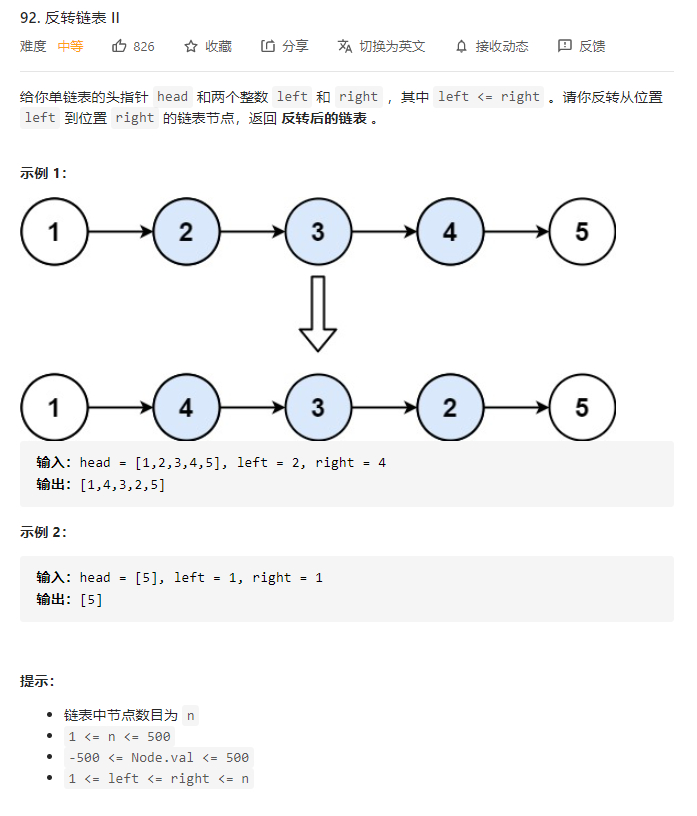 92. 反转链表 II
难度 中等 826 收藏 分享 切换为英文 接收动态 反馈
给你单链表的头指针 head 和两个整数 left 和 right ，其中 left <= right 。请你反转从位置
left 到位置 right 的链表节点，返回 反转后的链表 。
示例 1：
1 2 3 4 5
1 4 3 2 5
输入：head = [1,2,3,4,5], left = 2, right = 4
输出：[1,4,3,2,5]
示例 2：
输入：head = [5], left = 1, right = 1
输出：[5]
提示：
链表中节点数目为 n
1 <= n <= 500
-500 <= Node.val <= 500
1 <= left <= right <= n